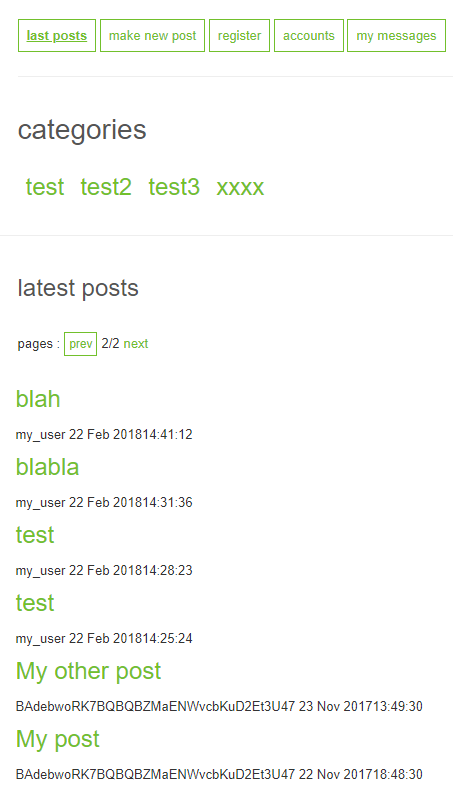 last posts make new post register accounts my messages
categories
test test2 test3 xxxx
latest posts
pages : prev 2/2 next
blah
my_user 22 Feb 201814:41:12
blabla
my_user 22 Feb 201814:31:36
test
my_user 22 Feb 201814:28:23
test
my_user 22 Feb 201814:25:24
My other post
BAdebwoRK7BQBQBZMaENWvcbKuD2Et3U47 23 Nov 201713:49:30
My post
BAdebwoRK7BQBQBZMaENWvcbKuD2Et3U47 22 Nov 201718:48:30